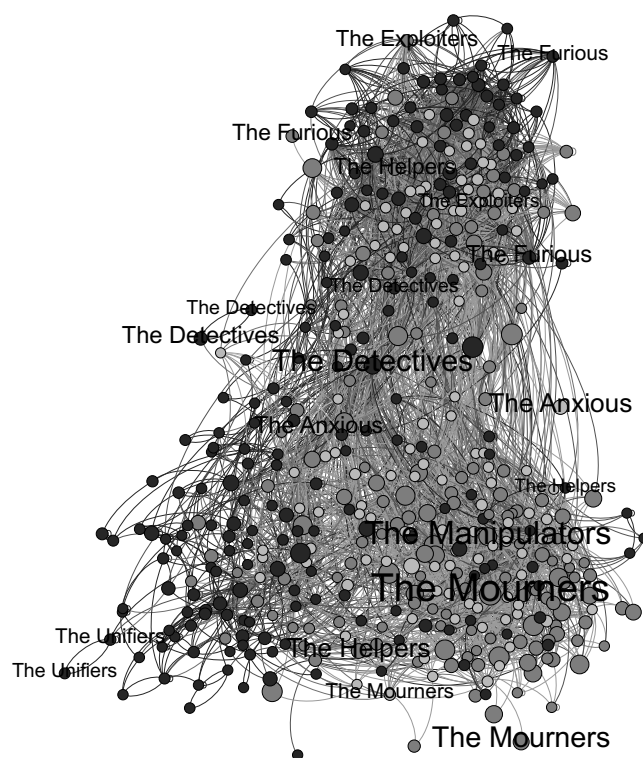 The Exploiters
The Furious
The Furious
The Helpers
The Exploiters
The Furious
The Detectives
The Detectives
The Detectives
The Detectives
The Anxious
The Anxious
The Helpers
The Manipulators
The Mourners
The Unifiers
The Helpers
The Unifiers
The Mourners
The Mourners